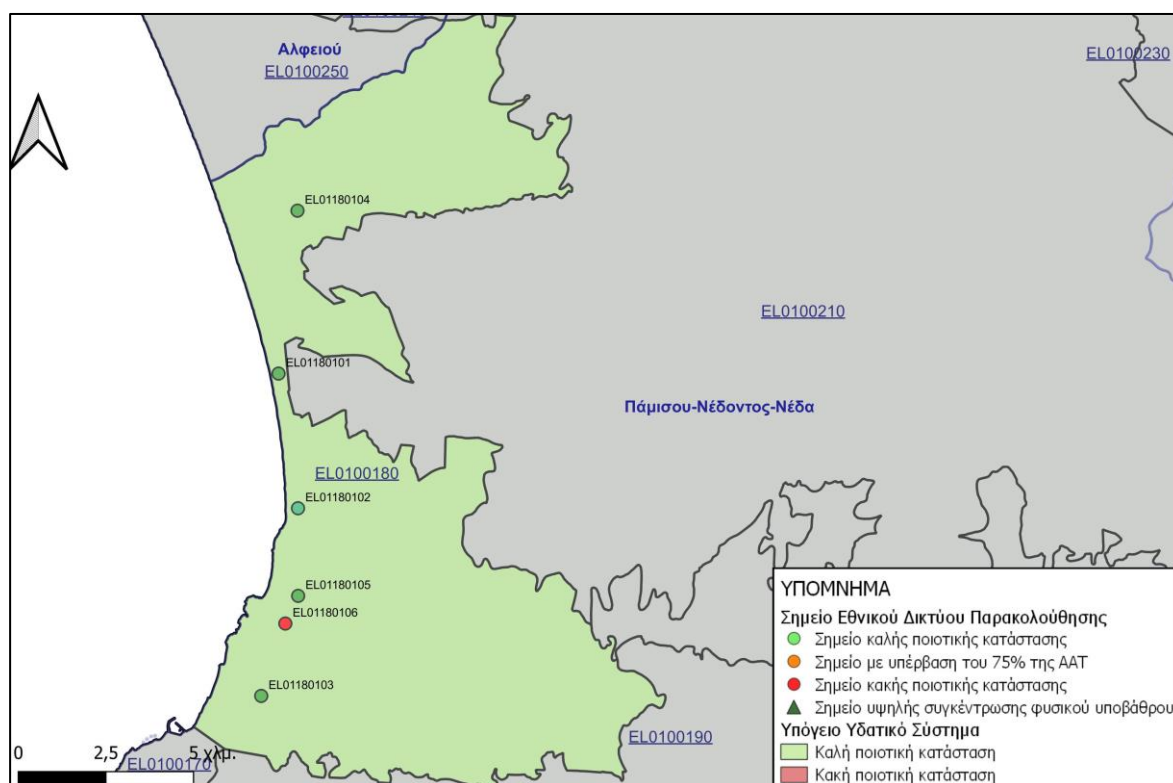 Αλφειού
EL0100250
EL0100230
EL01180104
EL0100210
EL01180101
Πάμισου-Νέδοντος-Νέδα
EL0100180
EL01180102
EL01180105
EL01180106
EL01180103
EL0100190
EL0100170
0 2,5 5 χλμ.
ΥΠΟΜΝΗΜΑ
Σημείο Εθνικού Δικτύου Παρακολούθησης
Σημείο καλής ποιοτικής κατάστασης
Σημείο με υπέρβαση του 75% της ΑΑΤ
Σημείο κακής ποιοτικής κατάστασης
Σημείο υψηλής συγκέντρωσης φυσικού υποβάθρου
Υπόγειο Υδατικό Σύστημα
Καλή ποιοτική κατάσταση
Κακή ποιοτική κατάσταση